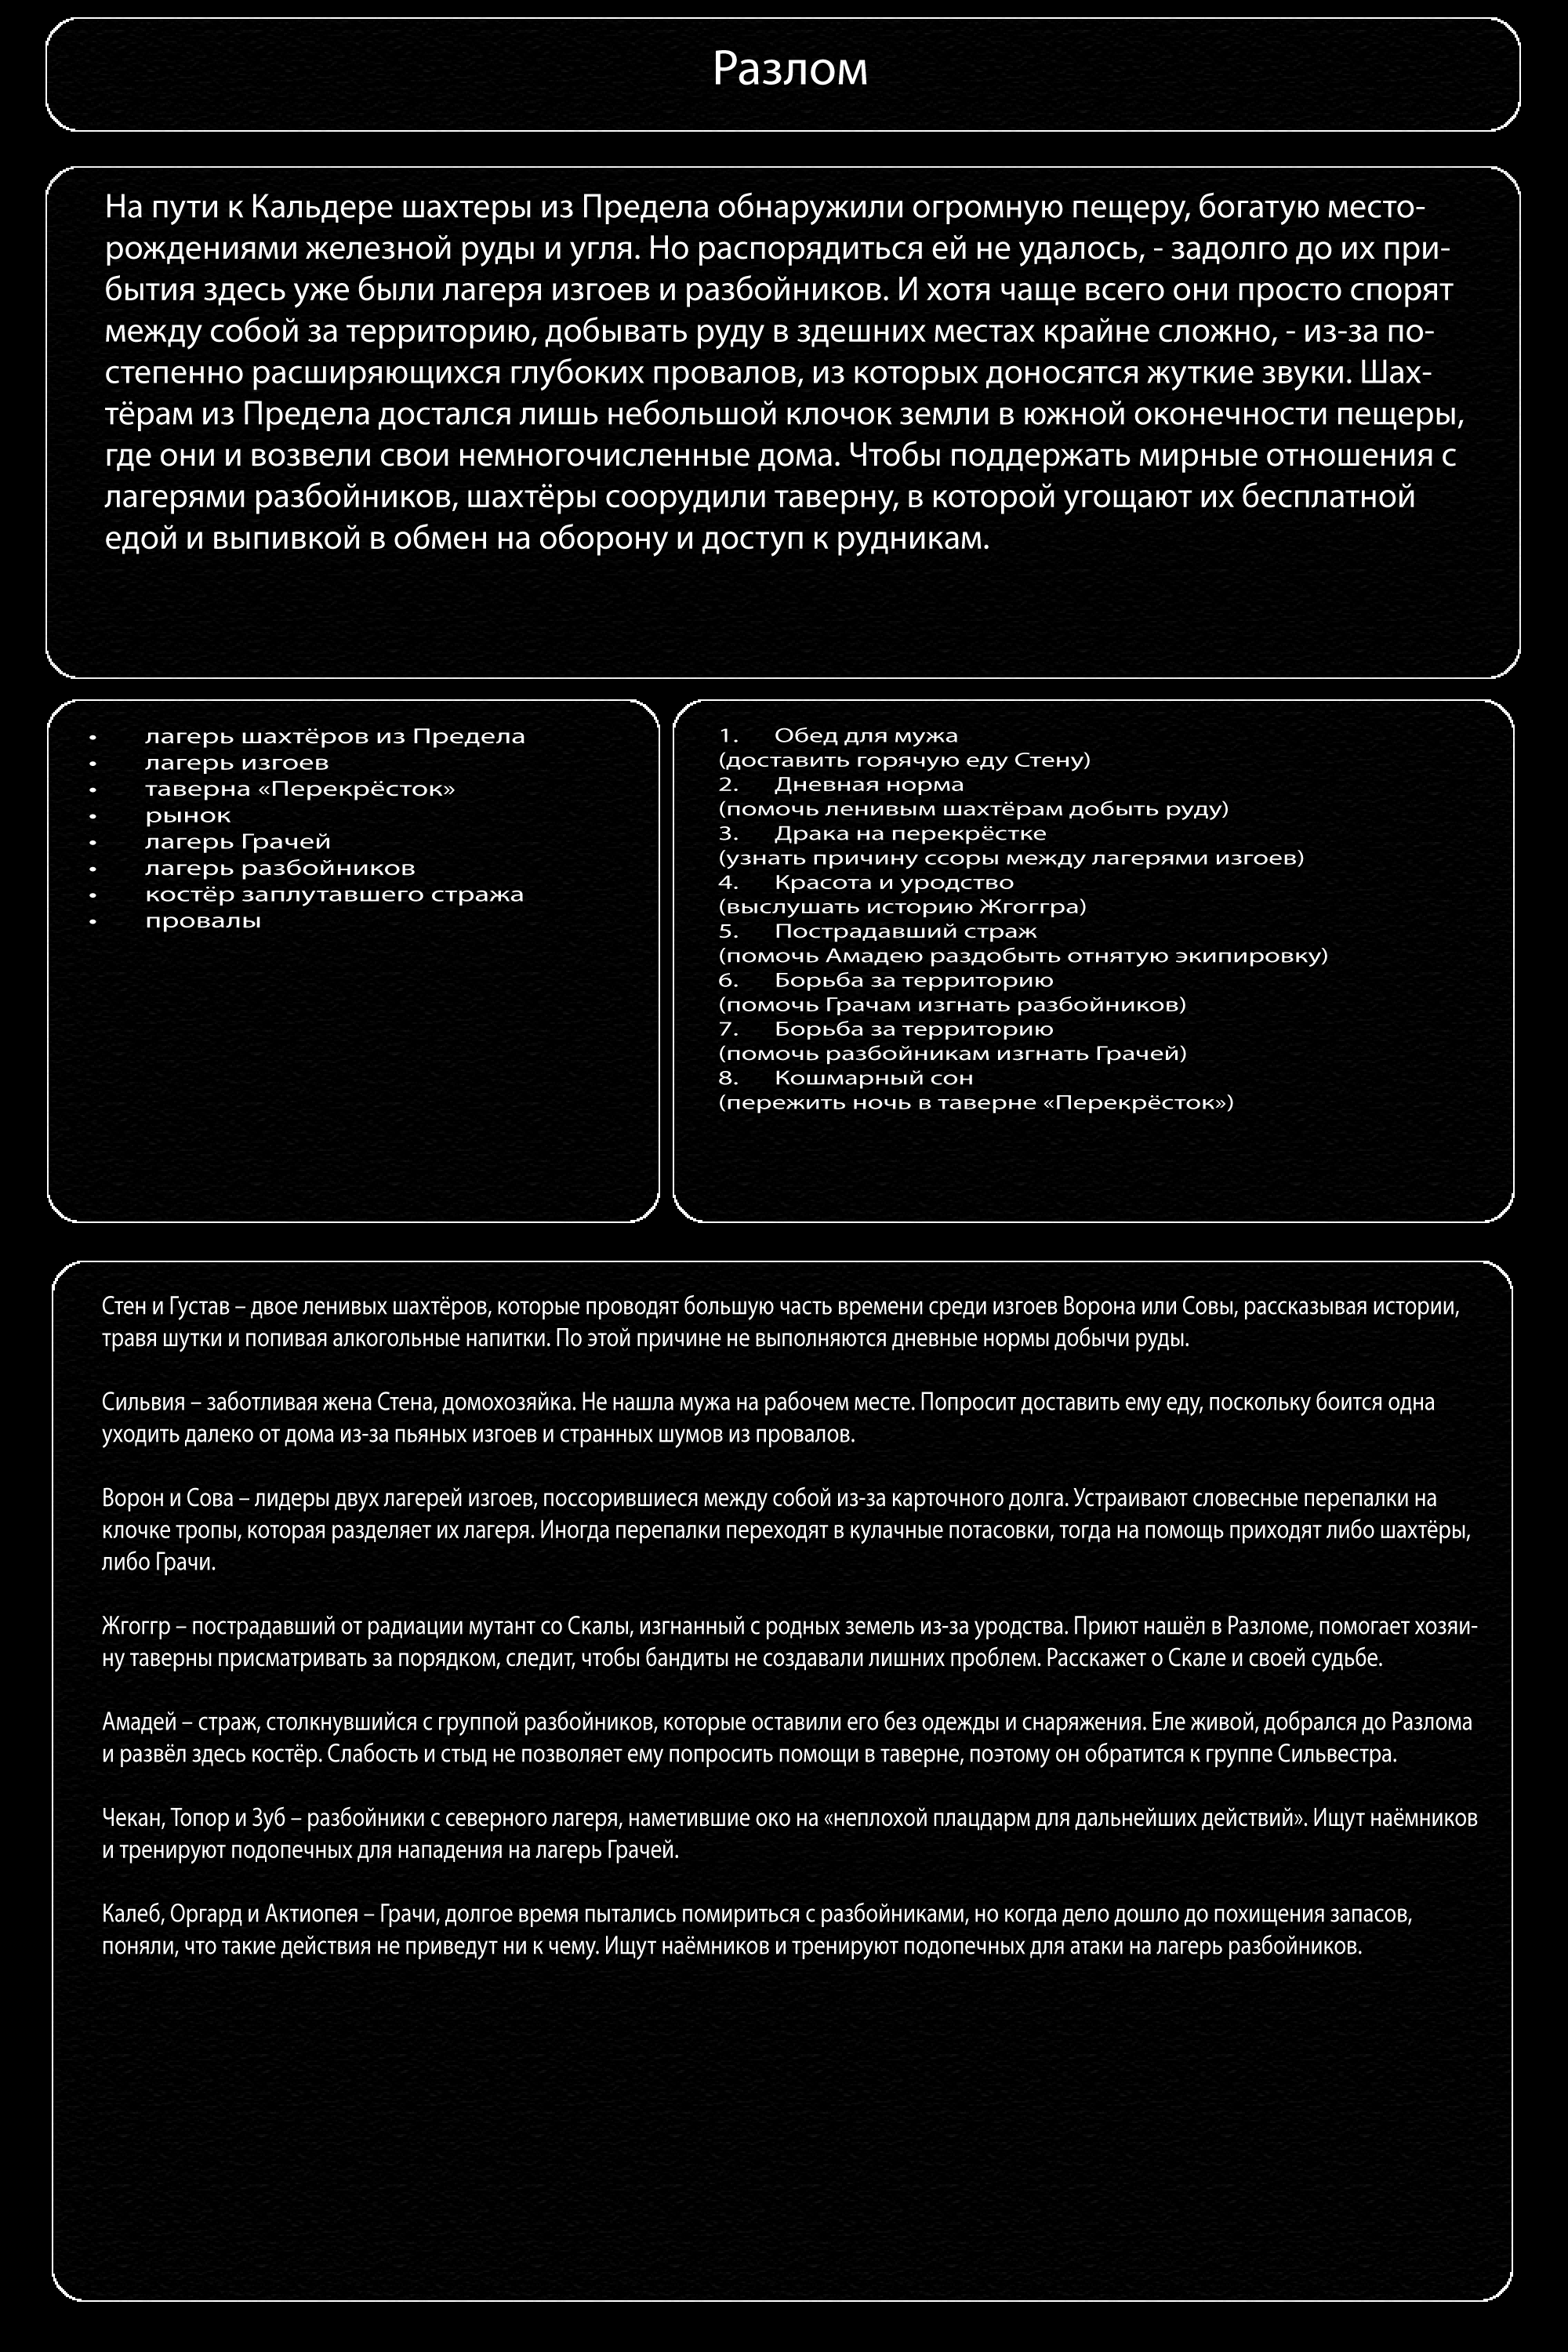 Разлом
На пути к Кальдере шахтеры из Предела обнаружили огромную пещеру, богатую место-
рождениями железной руды и угля. Но распорядиться ей не удалось, - задолго до их при-
бытия здесь уже были лагеря изгоев и разбойников. И хотя чаще всего они просто спорят
между собой за территорию, добывать руду в здешних местах крайне сложно, - из-за по-
степенно расширяющихся глубоких провалов, из которых доносятся жуткие звуки. Шах-
тёрам из Предела достался лишь небольшой клочок земли в южной оконечности пещеры,
где они и возвели свои немногочисленные дома. Чтобы поддержать мирные отношения с
лагерями разбойников, шахтёры соорудили таверну, в которой угощают их бесплатной
едой и выпивкой в обмен на оборону и доступ к рудникам.
• лагерь шахтёров из Предела
• лагерь изгоев
• таверна «Перекрёсток»
• рынок
• лагерь Грачей
• лагерь разбойников
• костёр заплутавшего стража
• провалы
1. Обед для мужа
(доставить горячую еду Стену)
2. Дневная норма
(помочь ленивым шахтёрам добыть руду)
3. Драка на перекрёстке
(узнать причину ссоры между лагерями изгоев)
4. Красота и уродство
(выслушать историю Жгоггра)
5. Пострадавший страж
(помочь Амадею раздобыть отнятую экипировку)
6. Борьба за территорию
(помочь Грачам изгнать разбойников)
7. Борьба за территорию
(помочь разбойникам изгнать Грачей)
8. Кошмарный сон
(пережить ночь в таверне «Перекрёсток»)
Стен и Густав – двое ленивых шахтёров, которые проводят большую часть времени среди изгоев Ворона или Совы, рассказывая истории,
травя шутки и попивая алкогольные напитки. По этой причине не выполняются дневные нормы добычи руды.
Сильвия – заботливая жена Стена, домохозяйка. Не нашла мужа на рабочем месте. Попросит доставить ему еду, поскольку боится одна
уходить далеко от дома из-за пьяных изгоев и странных шумов из провалов.
Ворон и Сова – лидеры двух лагерей изгоев, поссорившиеся между собой из-за карточного долга. Устраивают словесные перепалки на
клочке тропы, которая разделяет их лагеря. Иногда перепалки переходят в кулачные потасовки, тогда на помощь приходят либо шахтёры,
либо Грачи.
Жгоггр – пострадавший от радиации мутант со Скалы, изгнанный с родных земель из-за уродства. Приют нашёл в Разломе, помогает хозяи-
ну таверны присматривать за порядком, следит, чтобы бандиты не создавали лишних проблем. Расскажет о Скале и своей судьбе.
Амадей – страж, столкнувшийся с группой разбойников, которые оставили его без одежды и снаряжения. Еле живой, добрался до Разлома
и развёл здесь костёр. Слабость и стыд не позволяет ему попросить помощи в таверне, поэтому он обратится к группе Сильвестра.
Чекан, Топор и Зуб – разбойники с северного лагеря, наметившие око на «неплохой плацдарм для дальнейших действий». Ищут наёмников
и тренируют подопечных для нападения на лагерь Грачей.
Калеб, Оргард и Актиопея – Грачи, долгое время пытались помириться с разбойниками, но когда дело дошло до похищения запасов,
поняли, что такие действия не приведут ни к чему. Ищут наёмников и тренируют подопечных для атаки на лагерь разбойников.